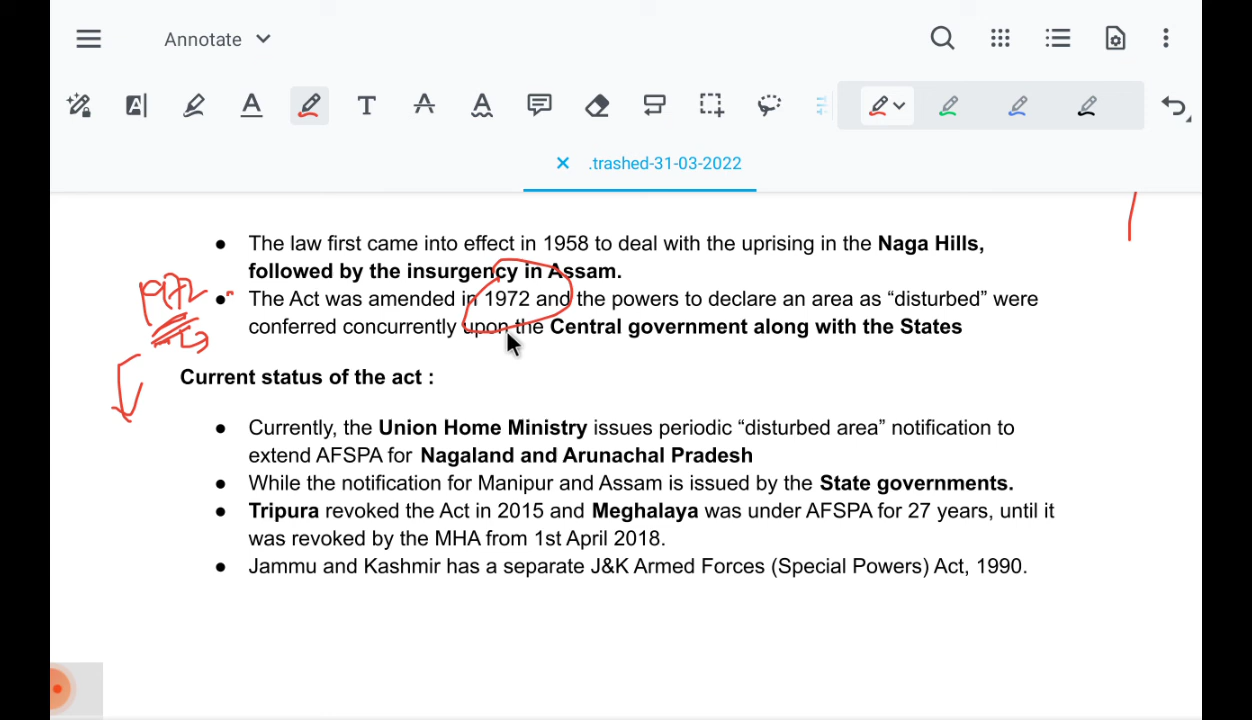 Annotate
.trashed-31-03-2022
● The law first came into effect in 1958 to deal with the uprising in the Naga Hills,
followed by the insurgency in Assam.
● The Act was amended in 1972 and the powers to declare an area as “disturbed” were
conferred concurrently upon the Central government along with the States
Current status of the act :
● Currently, the Union Home Ministry issues periodic “disturbed area” notification to
extend AFSPA for Nagaland and Arunachal Pradesh
● While the notification for Manipur and Assam is issued by the State governments.
● Tripura revoked the Act in 2015 and Meghalaya was under AFSPA for 27 years, until it
was revoked by the MHA from 1st April 2018.
● Jammu and Kashmir has a separate J&K Armed Forces (Special Powers) Act, 1990.